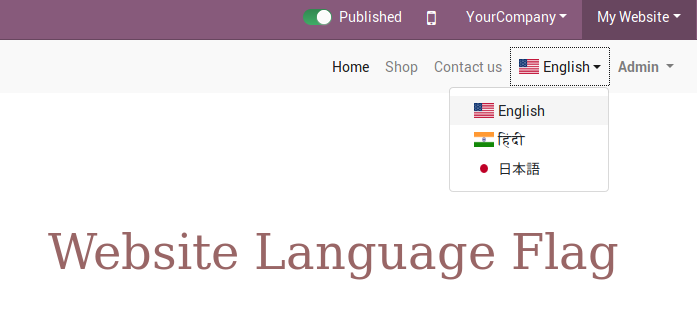 Published YourCompany My Website
Home Shop Contact us English Admin
English
हिंदी
日本語
Website Language Flag